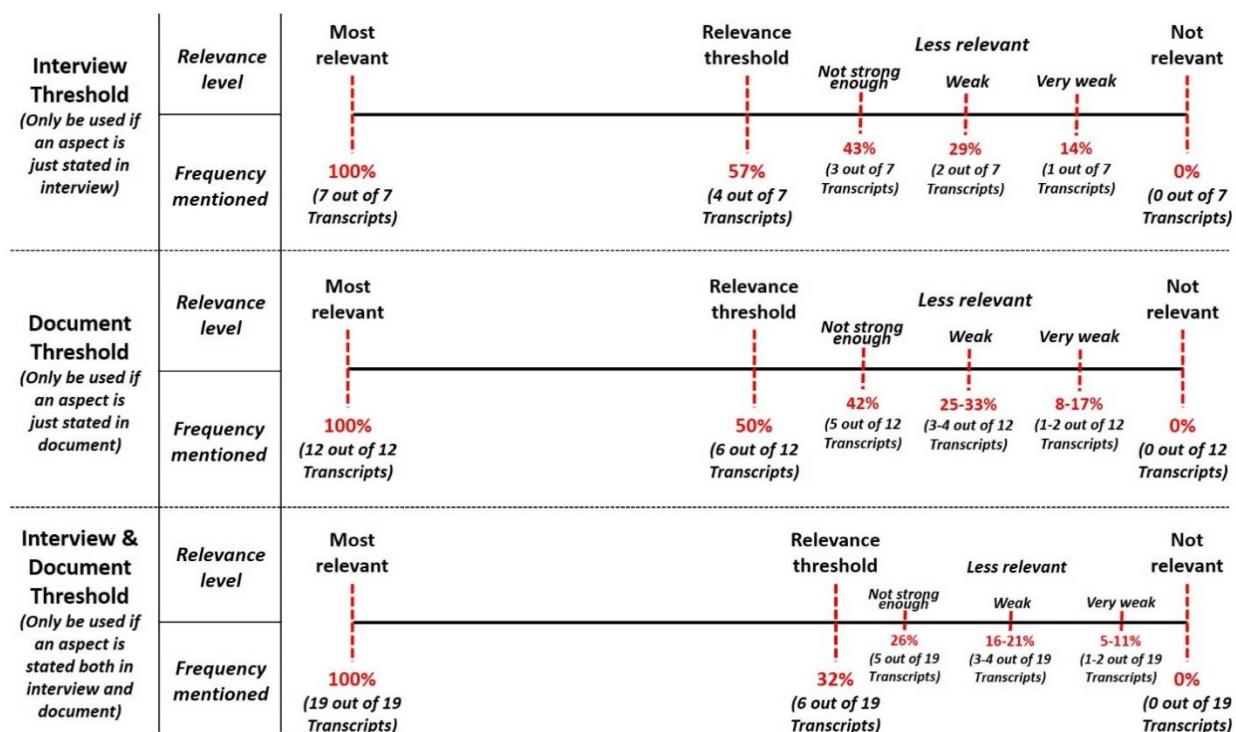 Interview
Threshold
(Only be used if
an aspect is
just stated in
interview)
Relevance
level
Frequency
mentioned
Most
relevant
Relevance
threshold
Less relevant
Not strong
enough
Weak
Very weak
Not
relevant
100%
(7 out of 7
Transcripts)
57%
(4 out of 7
Transcripts)
43%
(3 out of 7
Transcripts)
29%
(2 out of 7
Transcripts)
14%
(1 out of 7
Transcripts)
0%
(0 out of 7
Transcripts)
Document
Threshold
(Only be used if
an aspect is
just stated in
document)
Relevance
level
Frequency
mentioned
Most
relevant
Relevance
threshold
Less relevant
Not strong
enough
Weak
Very weak
Not
relevant
100%
(12 out of 12
Transcripts)
50%
(6 out of 12
Transcripts)
42%
(5 out of 12
Transcripts)
25-33%
(3-4 out of 12
Transcripts)
8-17%
(1-2 out of 12
Transcripts)
0%
(0 out of 12
Transcripts)
Interview &
Document
Threshold
(Only be used if
an aspect is
stated both in
interview and
document)
Relevance
level
Frequency
mentioned
Most
relevant
Relevance
threshold
Less relevant
Not strong
enough
Weak
Very weak
Not
relevant
100%
(19 out of 19
Transcripts)
32%
(6 out of 19
Transcripts)
26%
(5 out of 19
Transcripts)
16-21%
(3-4 out of 19
Transcripts)
5-11%
(1-2 out of 19
Transcripts)
0%
(0 out of 19
Transcripts)